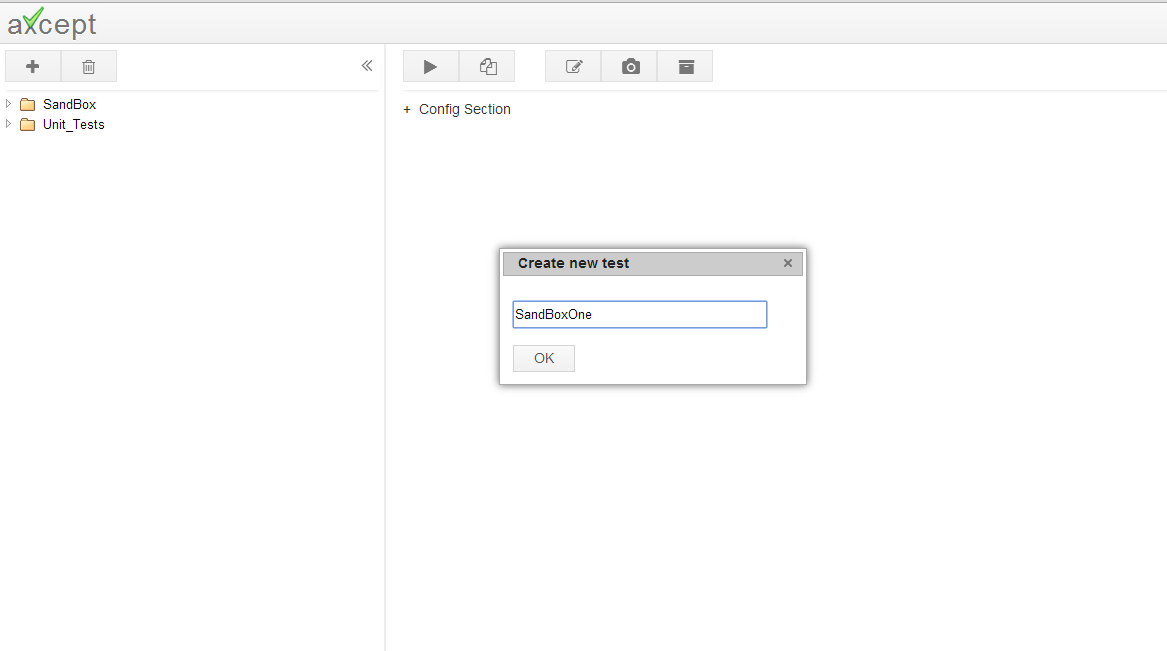 axcept
SandBox
Unit_Tests
+ Config Section
Create new test
SandBoxOne
OK